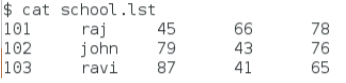 $ cat school.lst
101 raj 45 66 78
102 john 79 43 76
103 ravi 87 41 65